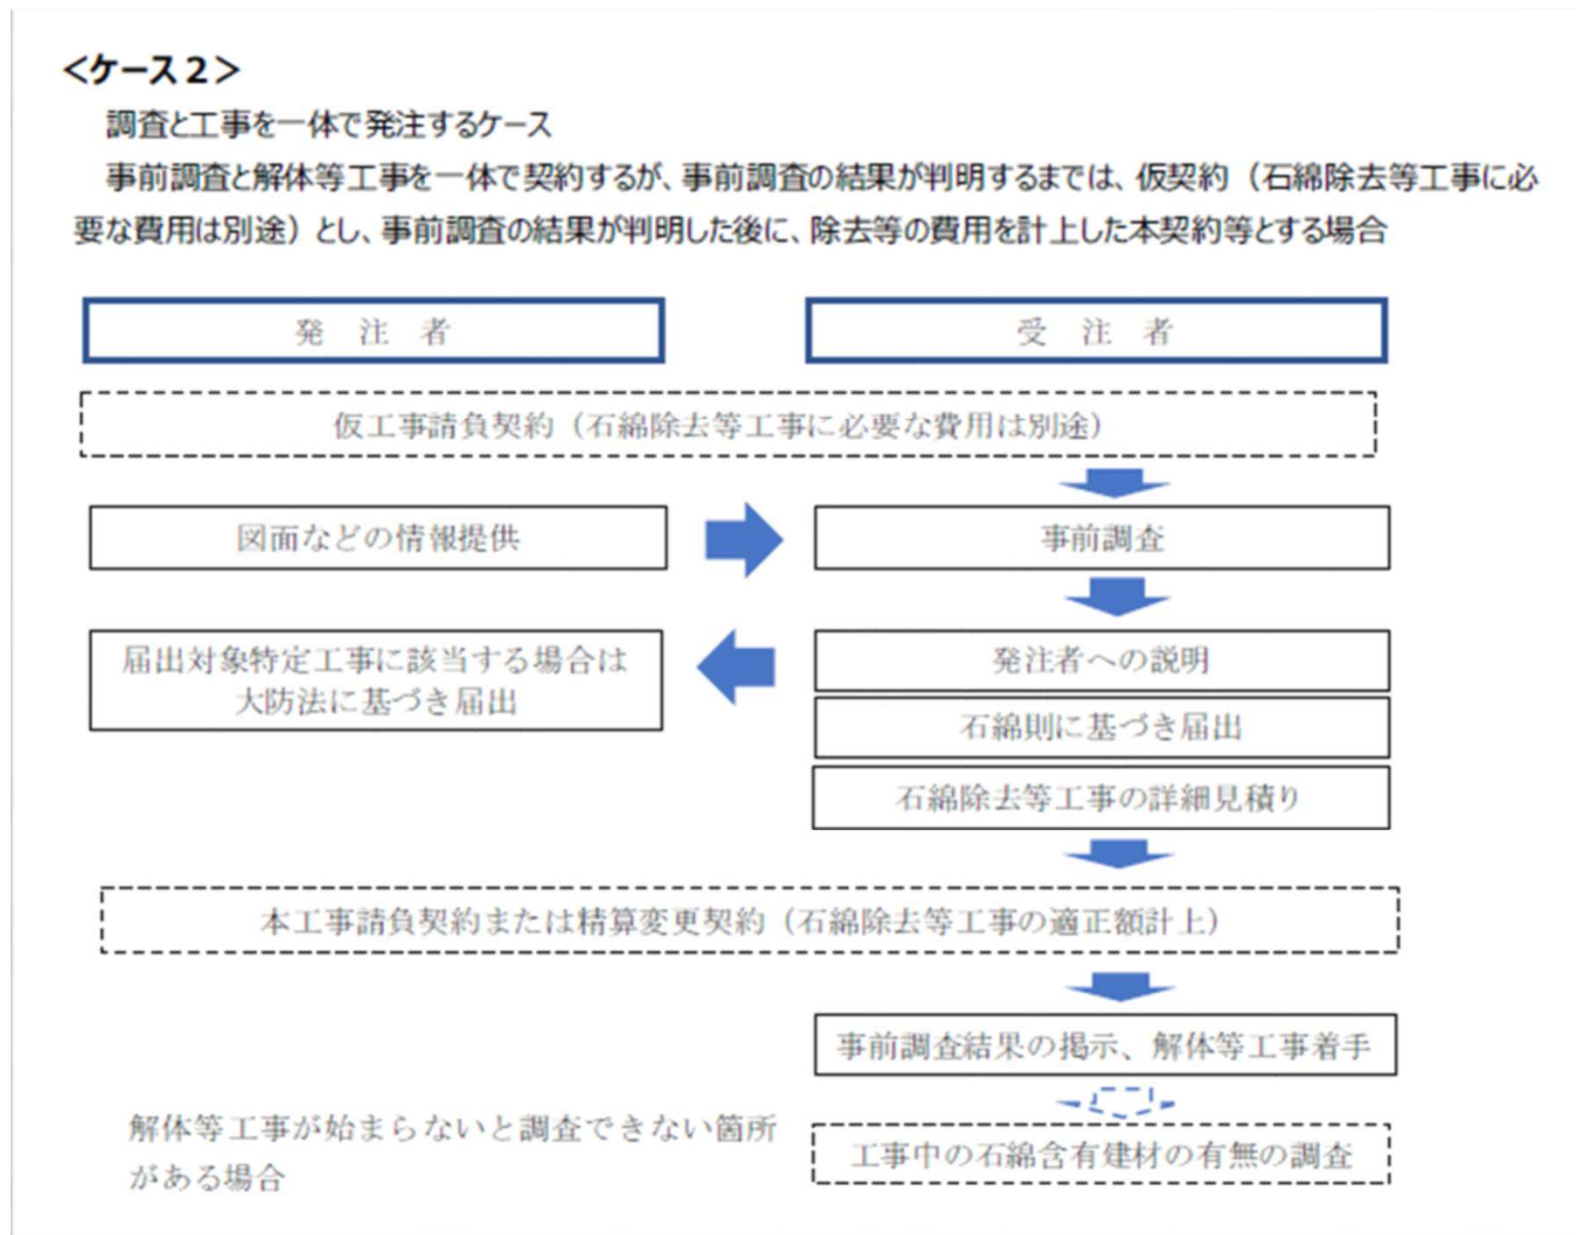 ＜ケース２＞
調査と工事を一体で発注するケース
事前調査と解体等工事を一体で契約するが、事前調査の結果が判明するまでは、仮契約（石綿除去等工事に必
要な費用は別途）とし、事前調査の結果が判明した後に、除去等の費用を計上した本契約等とする場合
発　注　者
受　注　者
仮工事請負契約（石綿除去等工事に必要な費用は別途）
図面などの情報提供
事前調査
届出対象特定工事に該当する場合は
大防法に基づき届出
発注者への説明
石綿則に基づき届出
石綿除去等工事の詳細見積り
本工事請負契約または精算変更契約（石綿除去等工事の適正額計上）
事前調査結果の掲示、解体等工事着手
解体等工事が始まらないと調査できない箇所
がある場合
工事中の石綿含有建材の有無の調査